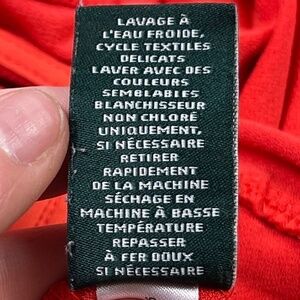 LAVAGE À
L'EAU FROIDE,
CYCLE TEXTILES
DELICATS
LAVER AVEC DES
COULEURS
SEMBLABLES
BLANCHISSEUR
NON CHLORÉ
UNIQUEMENT,
SI NÉCESSAIRE
RETIRER
RAPIDEMENT
DE LA MACHINE
SÉCHAGE EN
MACHINE À BASSE
TEMPÉRATURE
REPASSER
À FER DOUX
SI NÉCESSAIRE